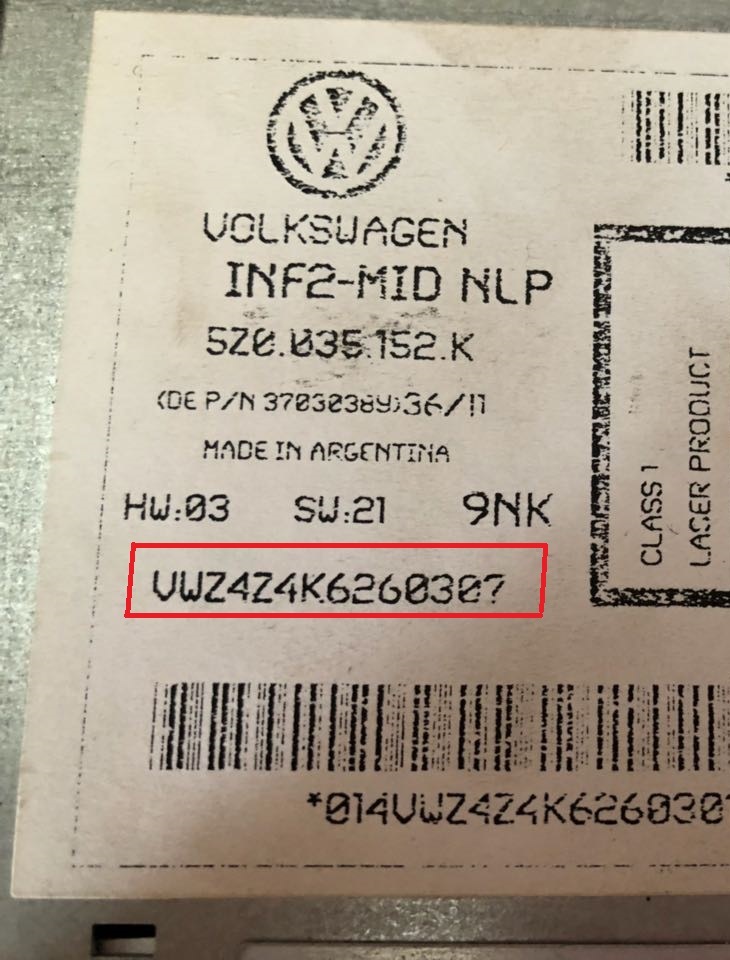 VOLKSWAGEN
INF2-MID NLP
5Z0.035.152.K
(DE P/N 37030389)36/11
MADE IN ARGENTINA
HW:03 SW:21 9NK
VWZ4Z4K6260307
*014VWZ4Z4K6260307
CLASS 1
LASER PRODUCT